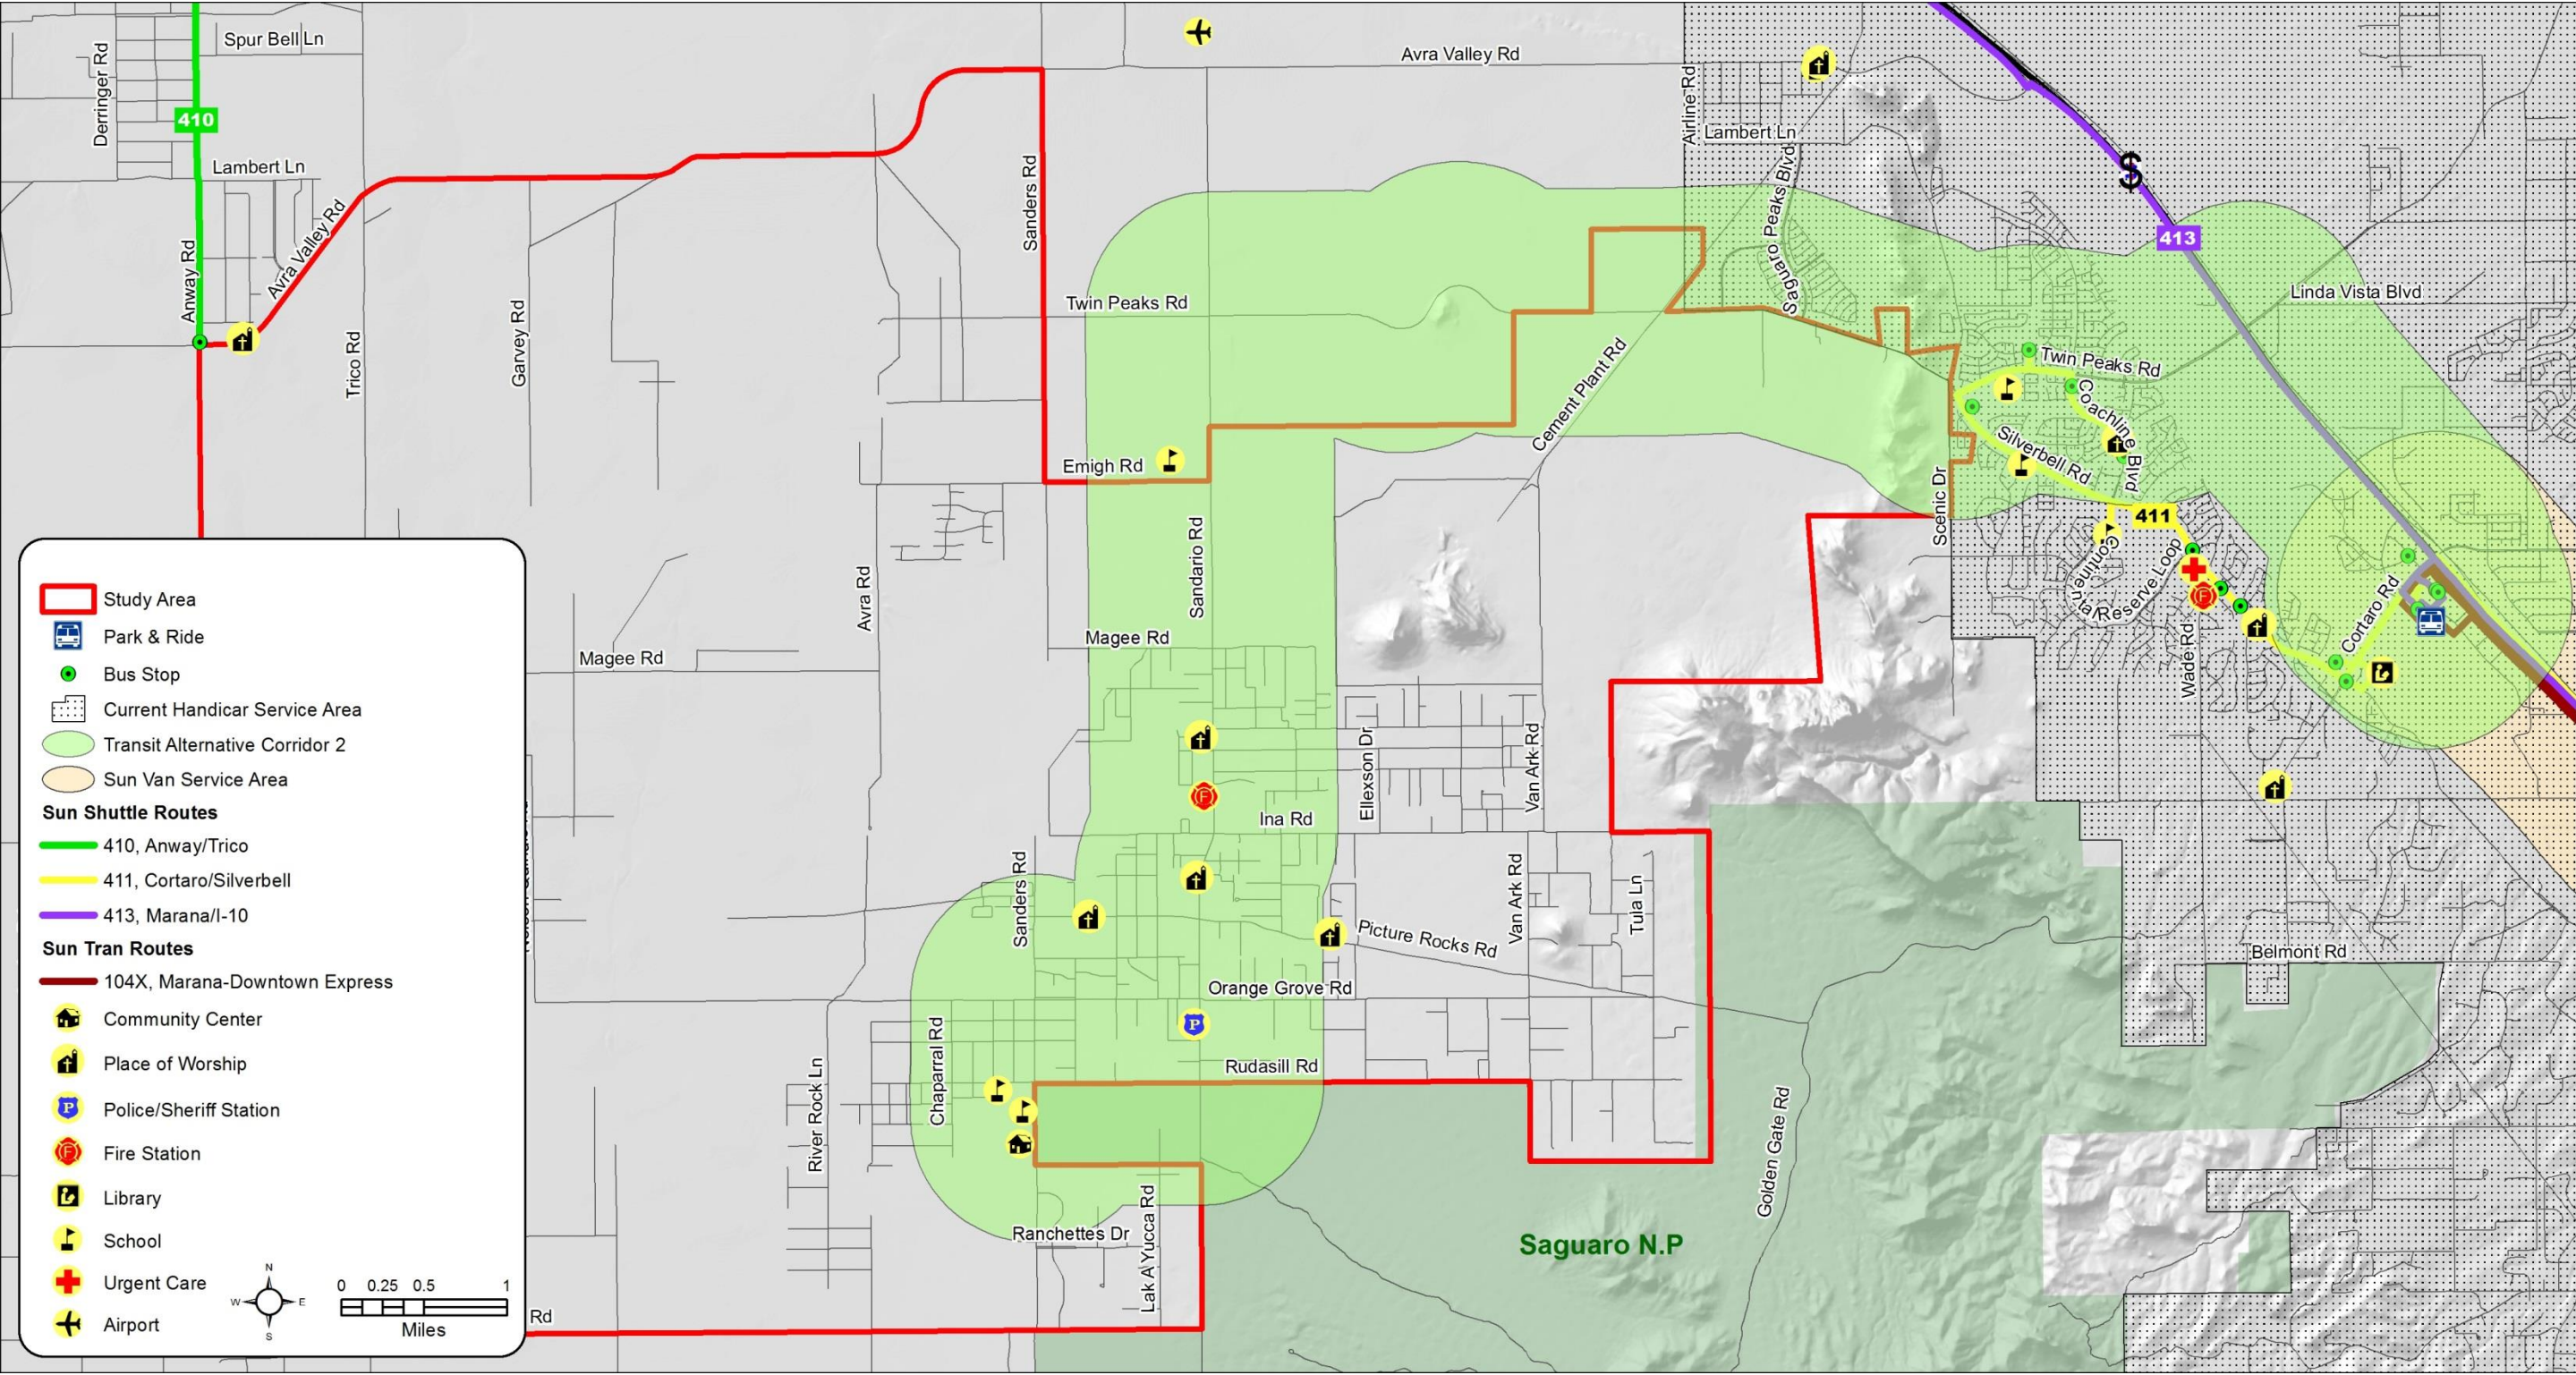 Spur Bell Ln
Derringer Rd
410
Lambert Ln
Anway Rd
Avra Valley Rd
Trico Rd
Garvey Rd
Sanders Rd
Avra Valley Rd
Airline Rd
Lambert Ln
Saguaro Peaks Blvd
$
413
Linda Vista Blvd
Twin Peaks Rd
Cement Plant Rd
Twin Peaks Rd
Coachline Blvd
Silverbell Rd
Emigh Rd
Scenic Dr
411
Continental Reserve Loop
Cortaro Rd
Wade Rd
Sandario Rd
Avra Rd
Magee Rd
Magee Rd
Ellexson Dr
Van Ark Rd
Ina Rd
Sanders Rd
Van Ark Rd
Tula Ln
Picture Rocks Rd
Belmont Rd
Orange Grove Rd
P
Rudasill Rd
Chaparral Rd
River Rock Ln
Golden Gate Rd
Lak A Yucca Rd
Ranchettes Dr
Saguaro N.P
Rd
Study Area
Park & Ride
Bus Stop
Current Handicar Service Area
Transit Alternative Corridor 2
Sun Van Service Area
Sun Shuttle Routes
410, Anway/Trico
411, Cortaro/Silverbell
413, Marana/I-10
Sun Tran Routes
104X, Marana-Downtown Express
Community Center
Place of Worship
P
Police/Sheriff Station
F
Fire Station
Library
School
Urgent Care
Airport
N
W E
S
0 0.25 0.5 1
Miles